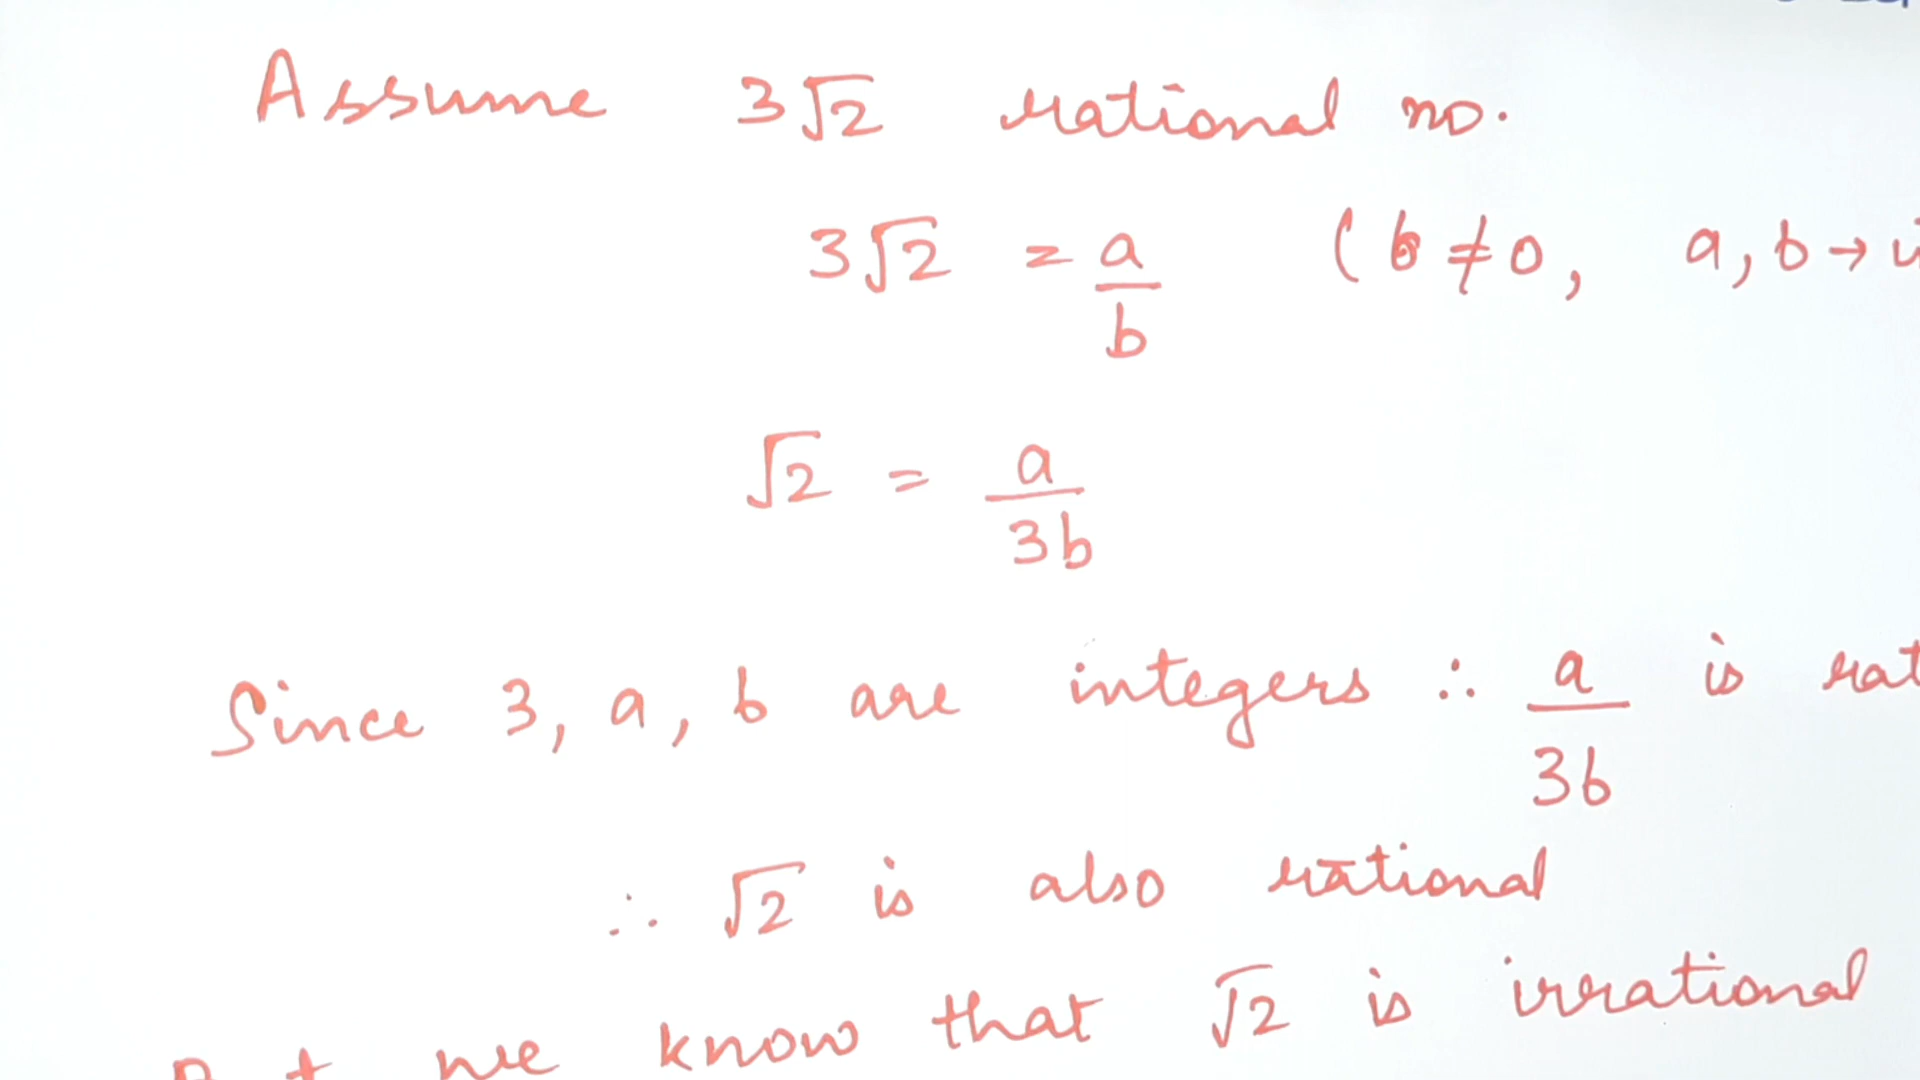 Assume 3√2 rational no.
3√2 = a/b (b≠0, a, b →
√2 = a/3b
Since 3, a, b are integers ∴ a/3b is rat
∴ √2 is also rational
we know that √2 is irrational